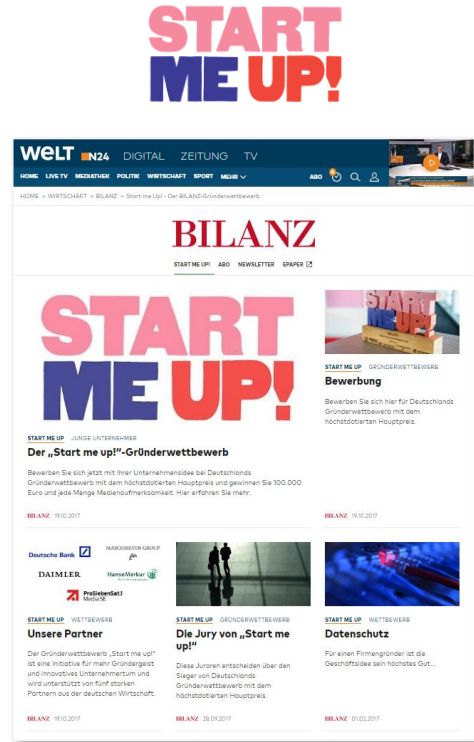 START
ME UP!
WELT N24 DIGITAL ZEITUNG TV
HOME LIVE TV MEDIATHEK POLITIK WIRTSCHAFT SPORT MEHR ABO
HOME > WIRTSCHAFT > BILANZ > Start me Up! - Der BILANZ-Gründerwettbewerb
BILANZ
START ME UP! ABO NEWSLETTER EPAPER
START
ME UP!
START ME UP JUNGE UNTERNEHMER
Der „Start me up!“-Gründerwettbewerb
Bewerben Sie sich jetzt mit Ihrer Unternehmensidee bei Deutschlands
Gründerwettbewerb mit dem höchstdotierten Hauptpreis und gewinnen Sie 100.000
Euro und jede Menge Medienaufmerksamkeit. Hier erfahren Sie mehr.
BILANZ 19.10.2017
START
ME UP!
START ME UP GRÜNDERWETTBEWERB
Bewerbung
Bewerben Sie sich hier für Deutschlands
Gründerwettbewerb mit dem
höchstdotierten Hauptpreis.
BILANZ 19.10.2017
Deutsche Bank
MASCHMEYER GROUP
DAIMLER
HanseMerkur
ProSiebenSat.1
Media SE
START ME UP WETTBEWERB
Unsere Partner
Der Gründerwettbewerb „Start me up!“
ist eine Initiative für mehr Gründergeist
und innovatives Unternehmertum und
wird unterstützt von fünf starken
Partnern aus der deutschen Wirtschaft.
BILANZ 19.10.2017
START ME UP GRÜNDERWETTBEWERB
Die Jury von „Start me
up!“
Diese Juroren entscheiden über den
Sieger von Deutschlands
Gründerwettbewerb mit dem
höchstdotierten Hauptpreis.
BILANZ 28.09.2017
START ME UP WETTBEWERB
Datenschutz
Für einen Firmengründer ist die
Geschäftsidee sein höchstes Gut...
BILANZ 01.02.2017